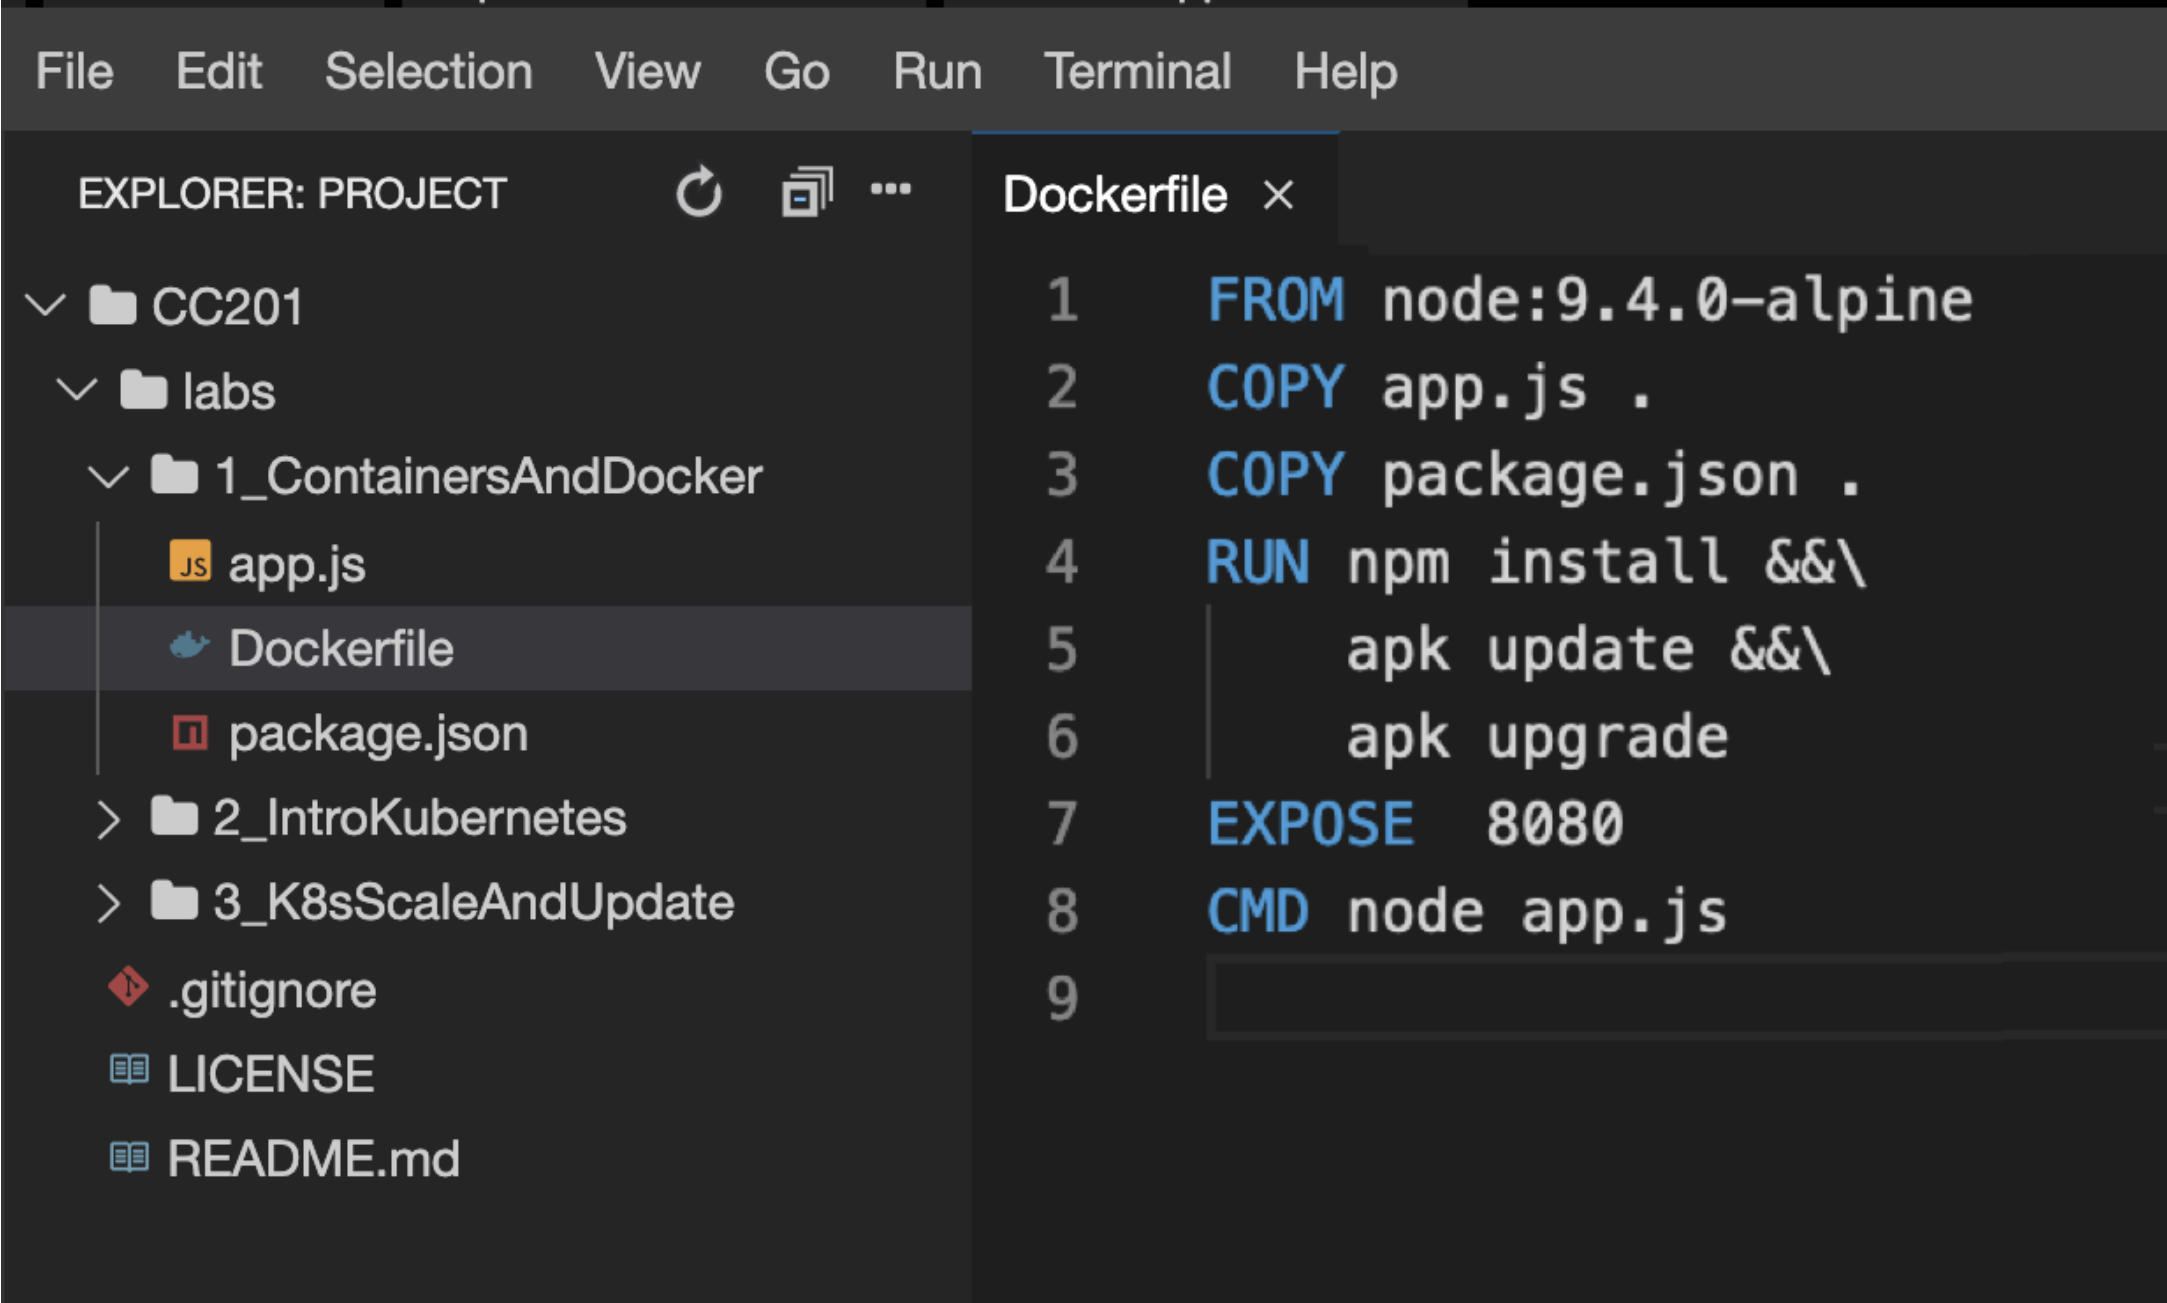 File Edit Selection View Go Run Terminal Help
EXPLORER: PROJECT
CC201
labs
1_ContainersAndDocker
JS app.js
Dockerfile
package.json
2_IntroKubernetes
3_K8sScaleAndUpdate
.gitignore
LICENSE
README.md
Dockerfile ×
1 FROM node:9.4.0-alpine
2 COPY app.js .
3 COPY package.json .
4 RUN npm install &&\
5     apk update &&\
6     apk upgrade
7 EXPOSE  8080
8 CMD node app.js
9